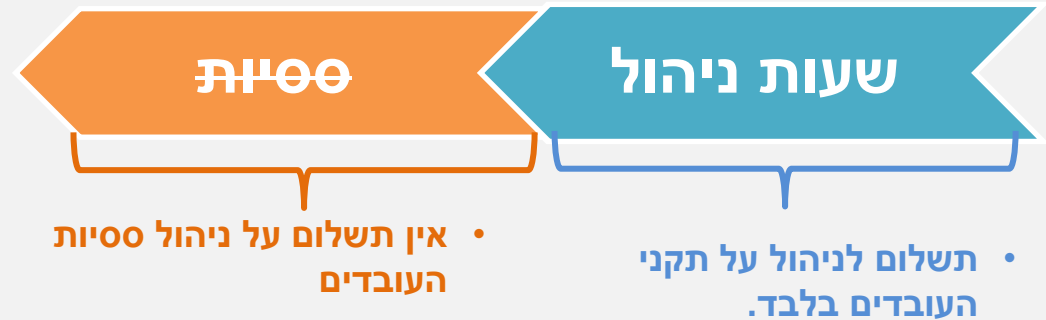 שעות ניהול
ססיות
• תשלום לניהול על תקני
העובדים בלבד.
• אין תשלום על ניהול ססיות
העובדים